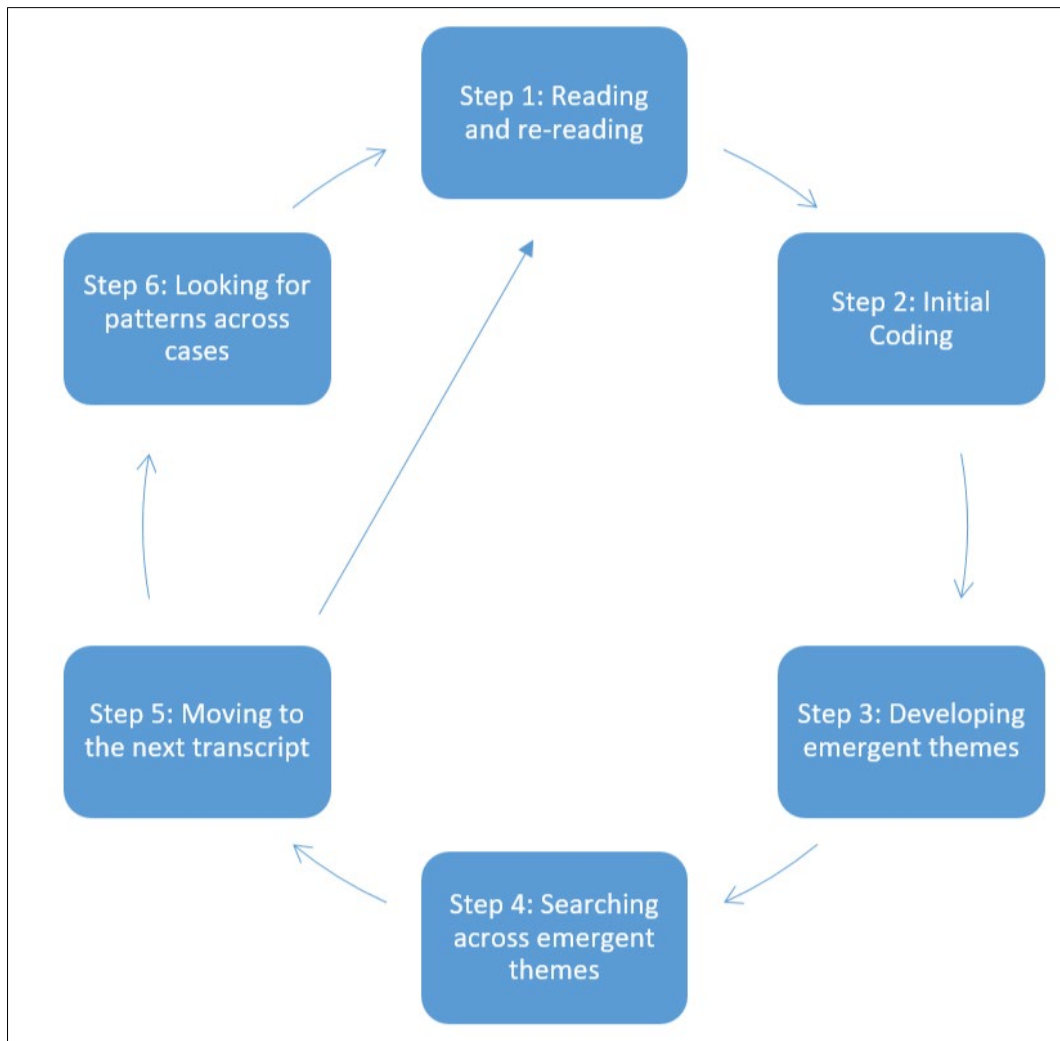 Step 1: Reading
and re-reading
Step 2: Initial
Coding
Step 3: Developing
emergent themes
Step 4: Searching
across emergent
themes
Step 5: Moving to
the next transcript
Step 6: Looking for
patterns across
cases